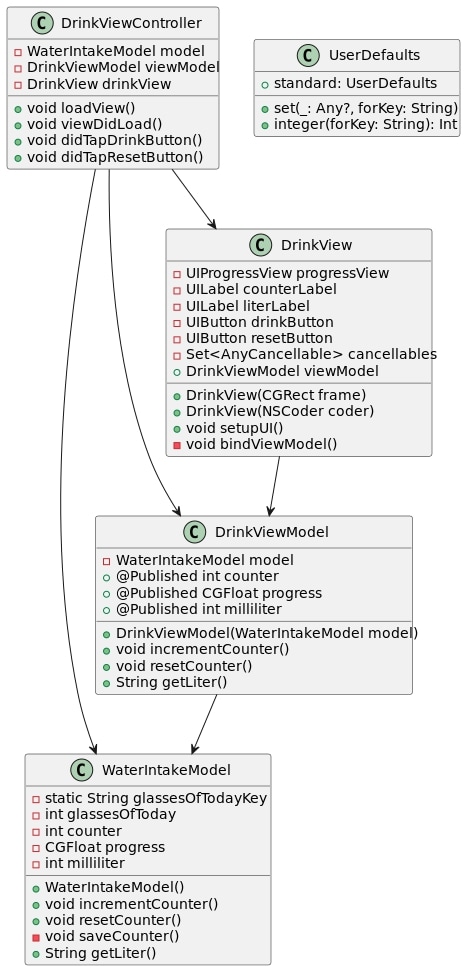 C DrinkViewController
WaterIntakeModel model
DrinkViewModel viewModel
DrinkView drinkView
void loadView()
void viewDidLoad()
void didTapDrinkButton()
void didTapResetButton()
C UserDefaults
standard: UserDefaults
set(_: Any?, forKey: String)
integer(forKey: String): Int
C DrinkView
UIProgressView progressView
UILabel counterLabel
UILabel literLabel
UIButton drinkButton
UIButton resetButton
Set<AnyCancellable> cancellables
DrinkViewModel viewModel
DrinkView(CGRect frame)
DrinkView(NSCoder coder)
void setupUI()
void bindViewModel()
C DrinkViewModel
WaterIntakeModel model
@Published int counter
@Published CGFloat progress
@Published int milliliter
DrinkViewModel(WaterIntakeModel model)
void incrementCounter()
void resetCounter()
String getLiter()
C WaterIntakeModel
static String glassesOfTodayKey
int glassesOfToday
int counter
CGFloat progress
int milliliter
WaterIntakeModel()
void incrementCounter()
void resetCounter()
void saveCounter()
String getLiter()